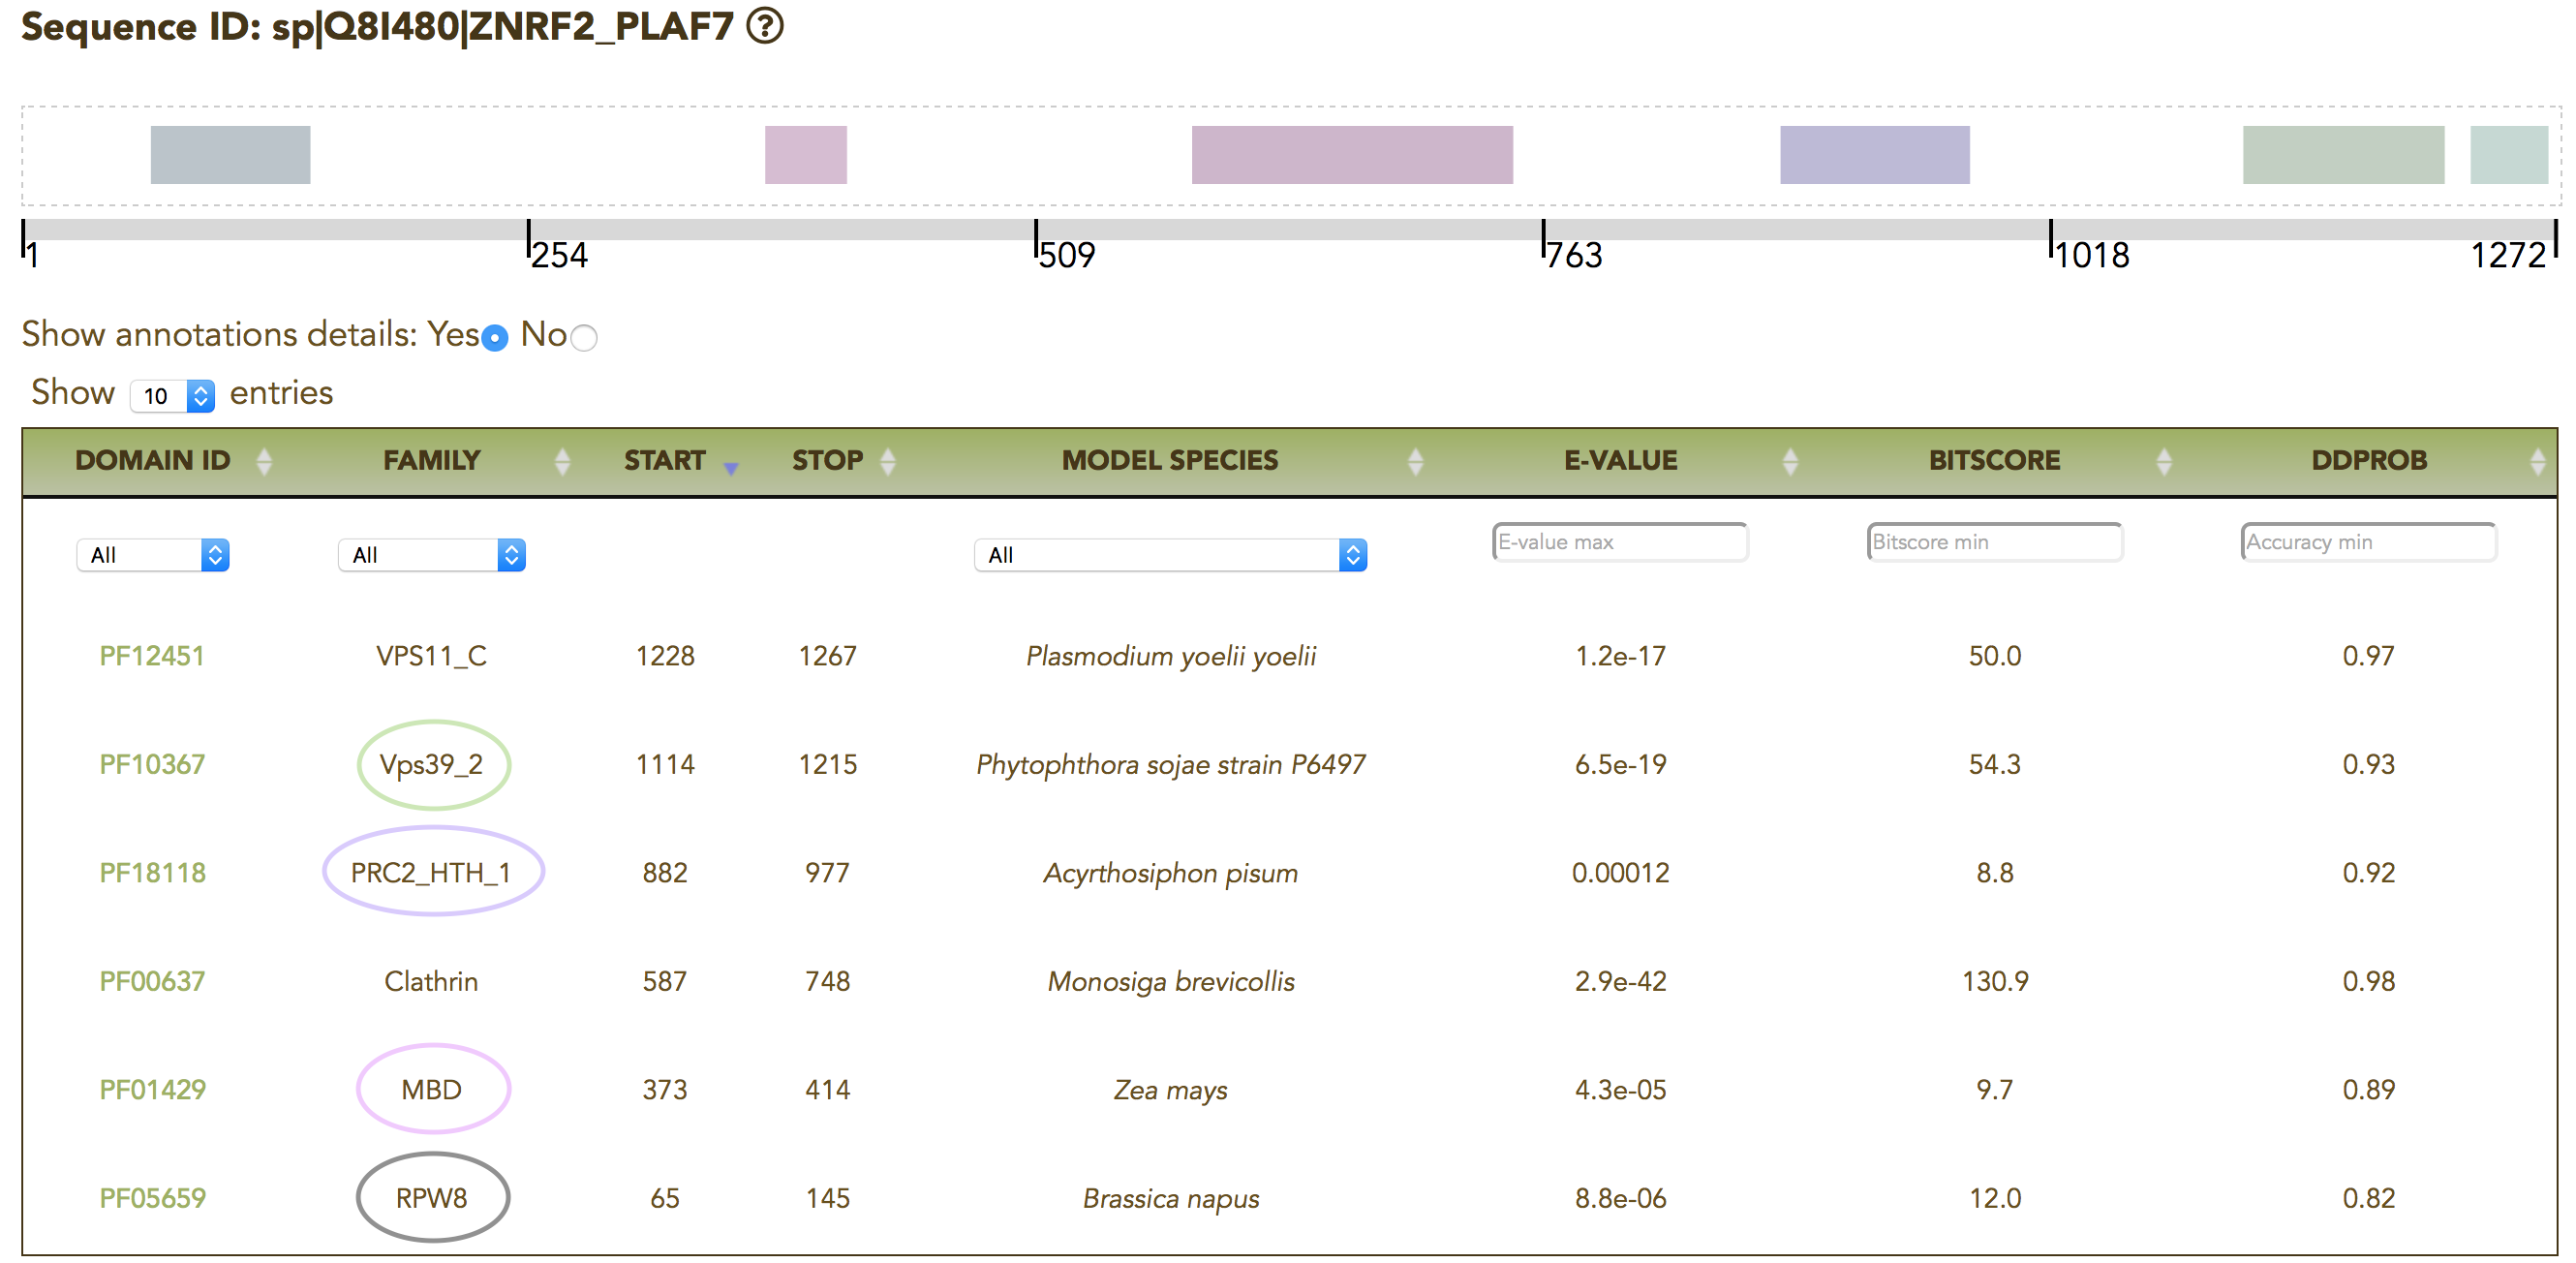 Sequence ID: sp|Q8I480|ZNRF2_PLAF7 ?
1 254 509 763 1018 1272
Show annotations details: Yes No
Show 10 entries
DOMAIN ID FAMILY START STOP MODEL SPECIES E-VALUE BITSCORE DDPROB
All All All E-value max Bitscore min Accuracy min
PF12451 VPS11_C 1228 1267 Plasmodium yoelii yoelii 1.2e-17 50.0 0.97
PF10367 Vps39_2 1114 1215 Phytophthora sojae strain P6497 6.5e-19 54.3 0.93
PF18118 PRC2_HTH_1 882 977 Acyrthosiphon pisum 0.00012 8.8 0.92
PF00637 Clathrin 587 748 Monosiga brevicollis 2.9e-42 130.9 0.98
PF01429 MBD 373 414 Zea mays 4.3e-05 9.7 0.89
PF05659 RPW8 65 145 Brassica napus 8.8e-06 12.0 0.82